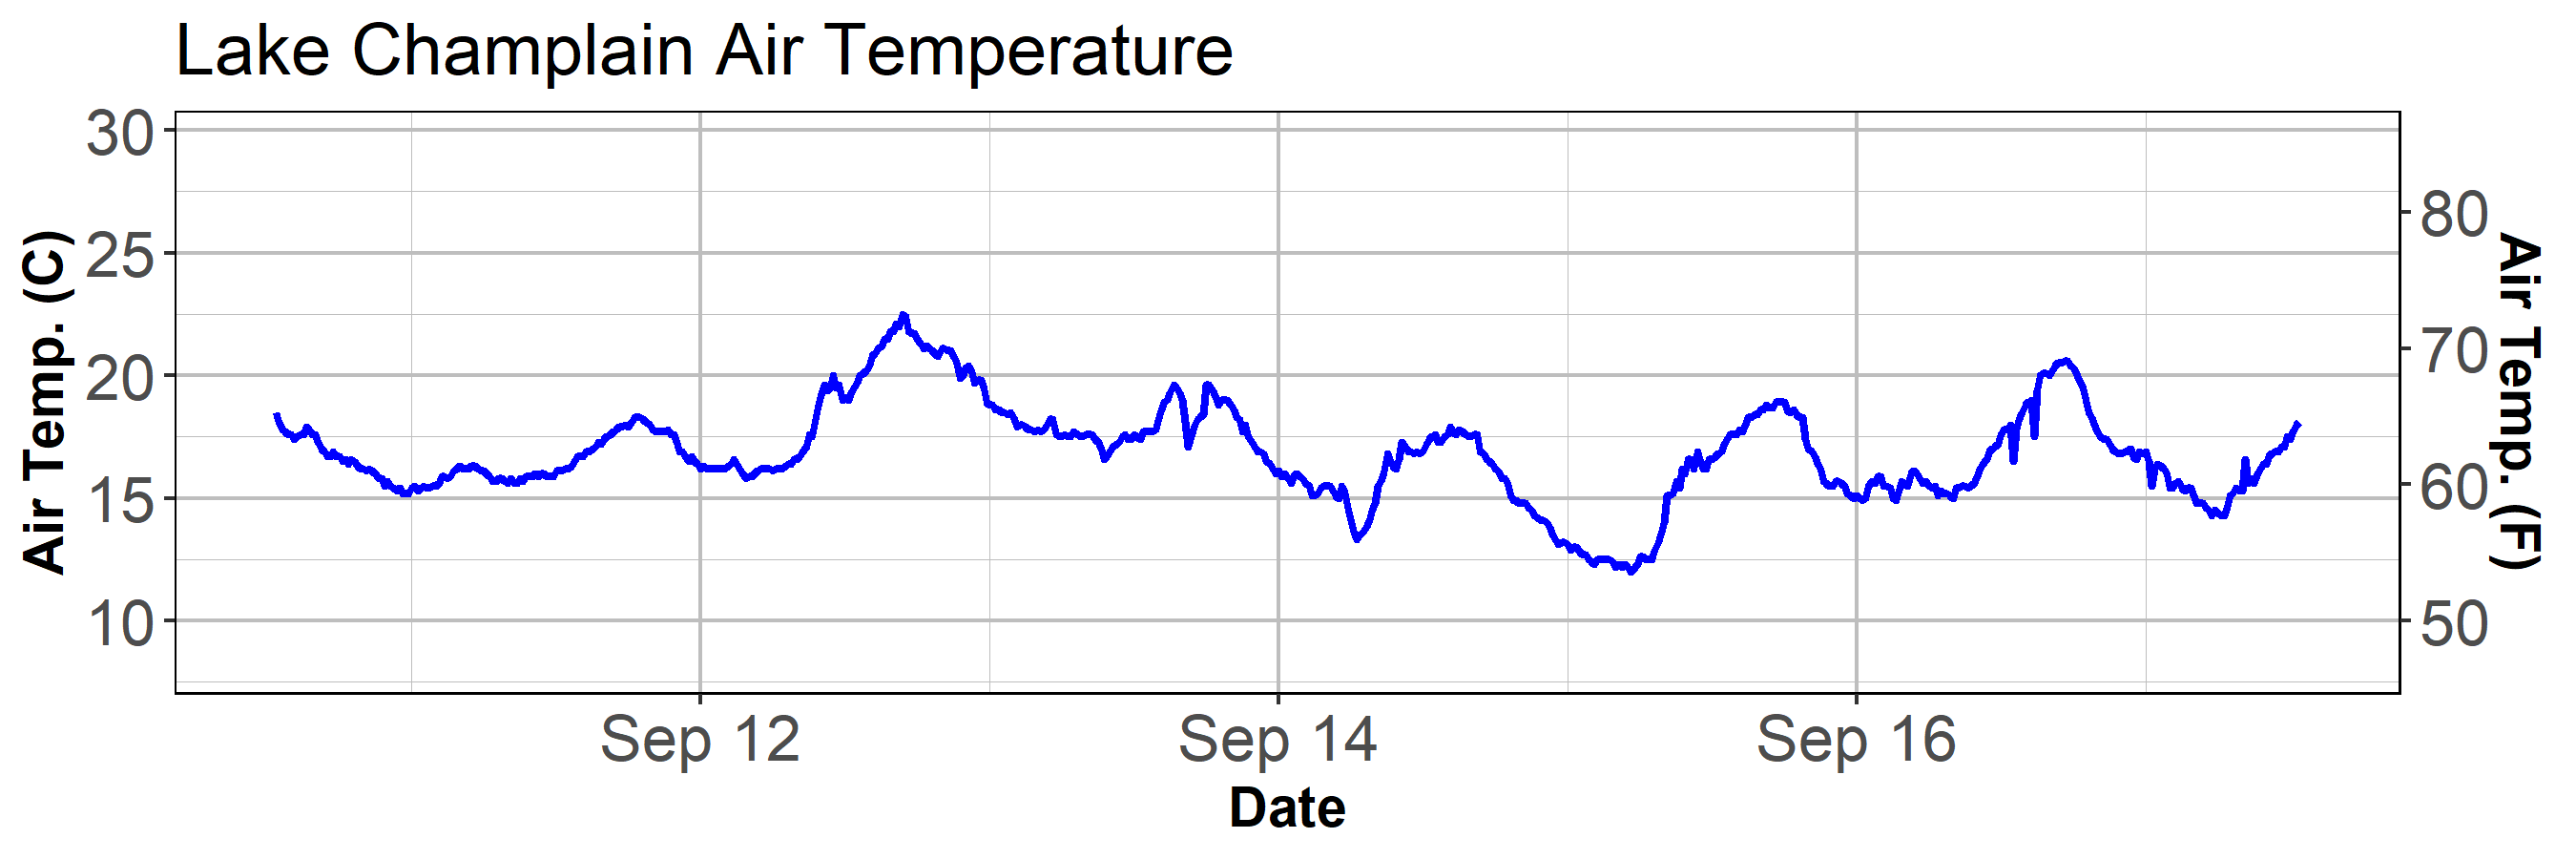 Lake Champlain Air Temperature
Air Temp. (C)
30
25
20
15
10
80
70
60
50
Air Temp. (F)
Sep 12
Sep 14
Sep 16
Date